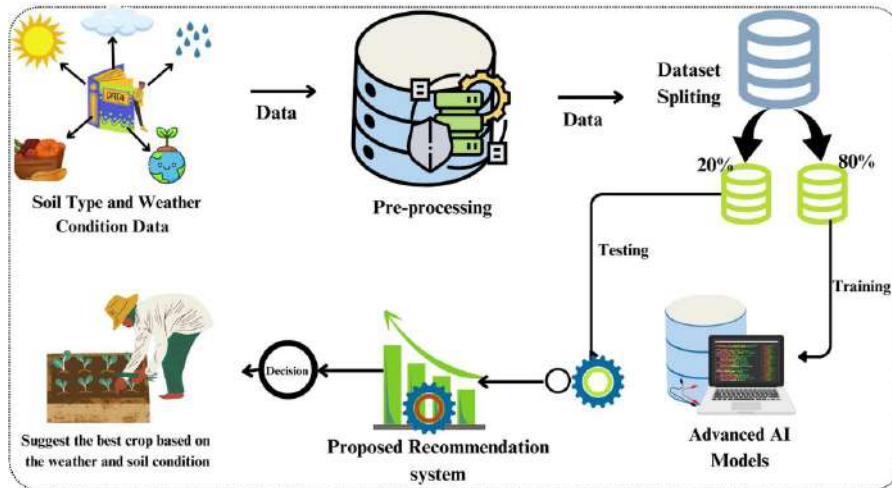 DATA
Soil Type and Weather
Condition Data
Data
Pre-processing
Data
Dataset
Spliting
20%
80%
Testing
Training
Advanced AI
Models
Proposed Recommendation
system
Decision
Suggest the best crop based on
the weather and soil condition